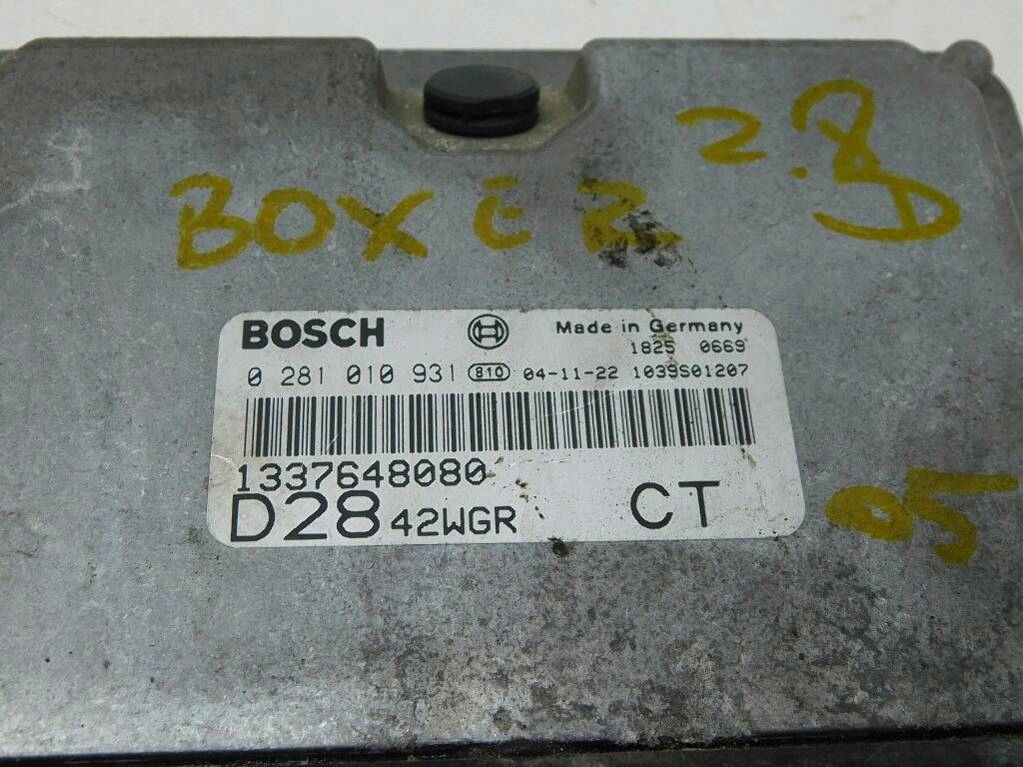 2.8
D
BOXER
BOSCH Made in Germany
1825 0669
0 281 010 931 810 04-11-22 1039S01207
1337648080
D28 42WGR CT
05